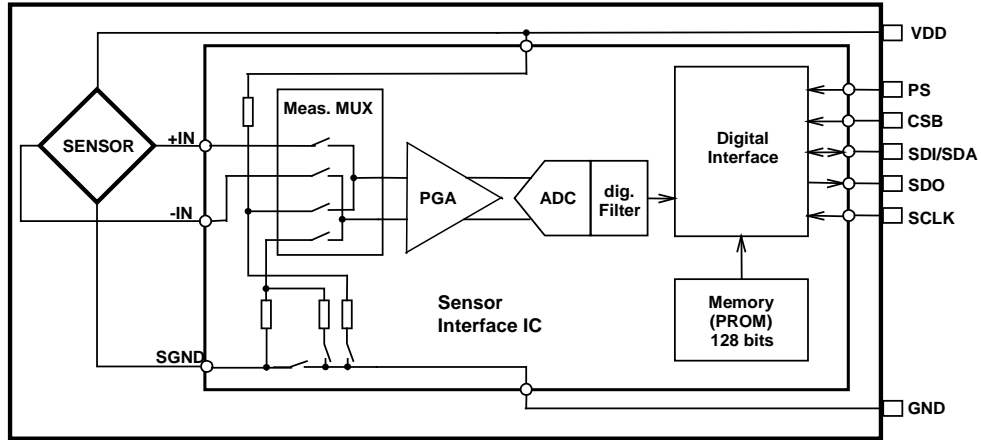 VDD
PS
CSB
SDI/SDA
SDO
SCLK
GND
SENSOR
+IN
-IN
SGND
Meas. MUX
PGA
ADC
dig.
Filter
Digital
Interface
Memory
(PROM)
128 bits
Sensor
Interface IC